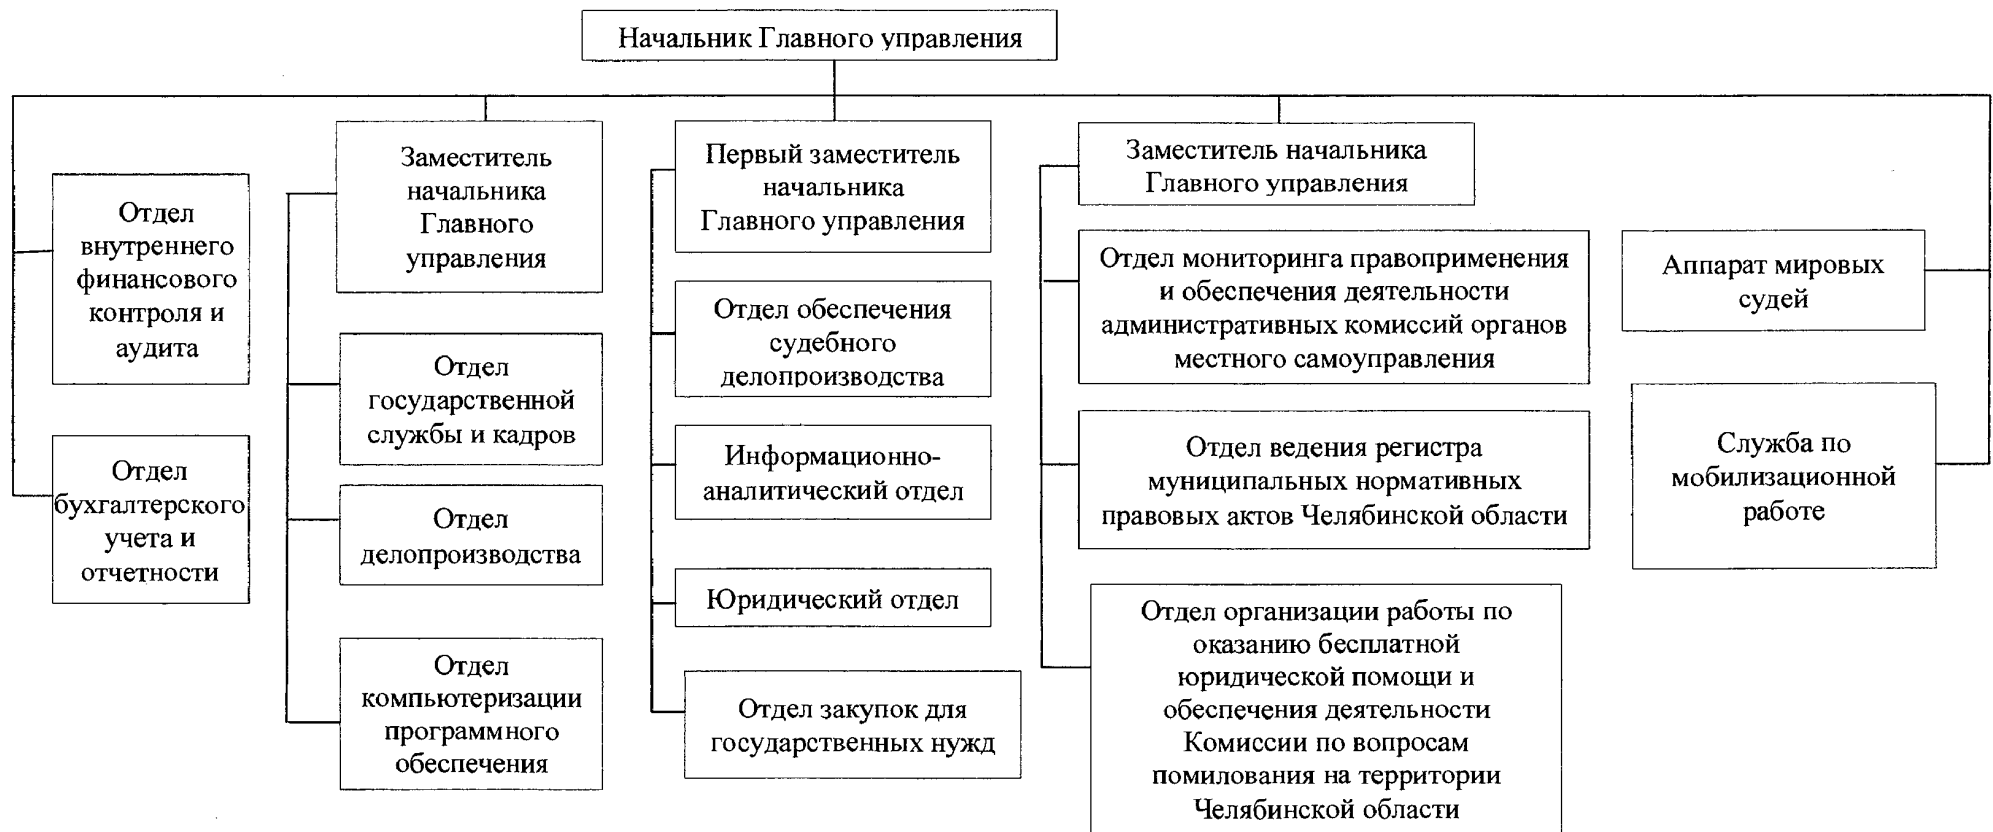 Начальник Главного управления
Отдел
внутреннего
финансового
контроля и
аудита
Отдел
бухгалтерского
учета и
отчетности
Заместитель
начальника
Главного
управления
Отдел
государственной
службы и кадров
Отдел
делопроизводства
Отдел
компьютеризации
программного
обеспечения
Первый заместитель
начальника
Главного управления
Отдел обеспечения
судебного
делопроизводства
Информационно-
аналитический отдел
Юридический отдел
Отдел закупок для
государственных нужд
Заместитель начальника
Главного управления
Отдел мониторинга правоприменения
и обеспечения деятельности
административных комиссий органов
местного самоуправления
Отдел ведения регистра
муниципальных нормативных
правовых актов Челябинской области
Отдел организации работы по
оказанию бесплатной
юридической помощи и
обеспечения деятельности
Комиссии по вопросам
помилования на территории
Челябинской области
Аппарат мировых
судей
Служба по
мобилизационной
работе